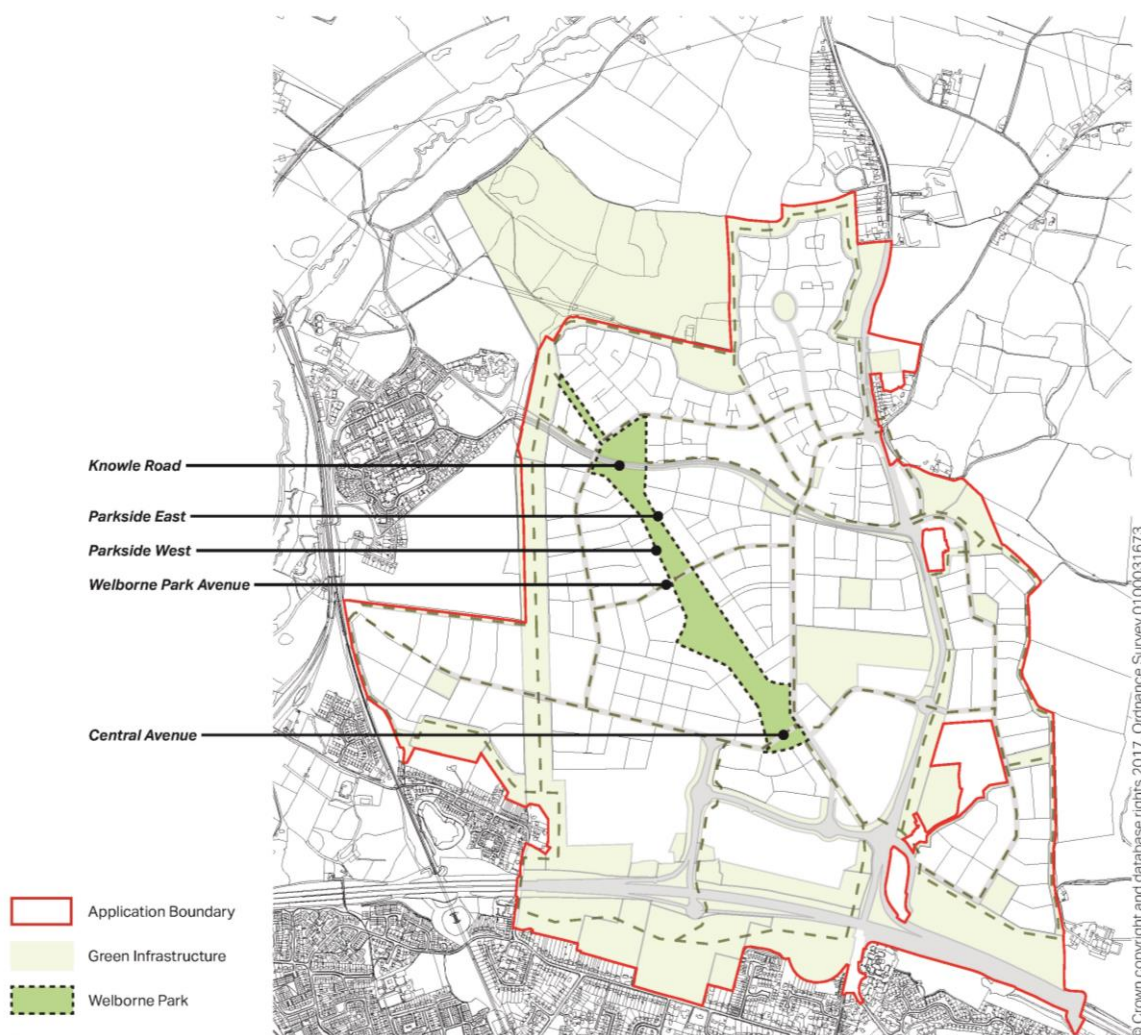 Knowle Road
Parkside East
Parkside West
Welborne Park Avenue
Central Avenue
Application Boundary
Green Infrastructure
Welborne Park
Crown copyright and database rights 2017. Ordnance Survey 0100031673